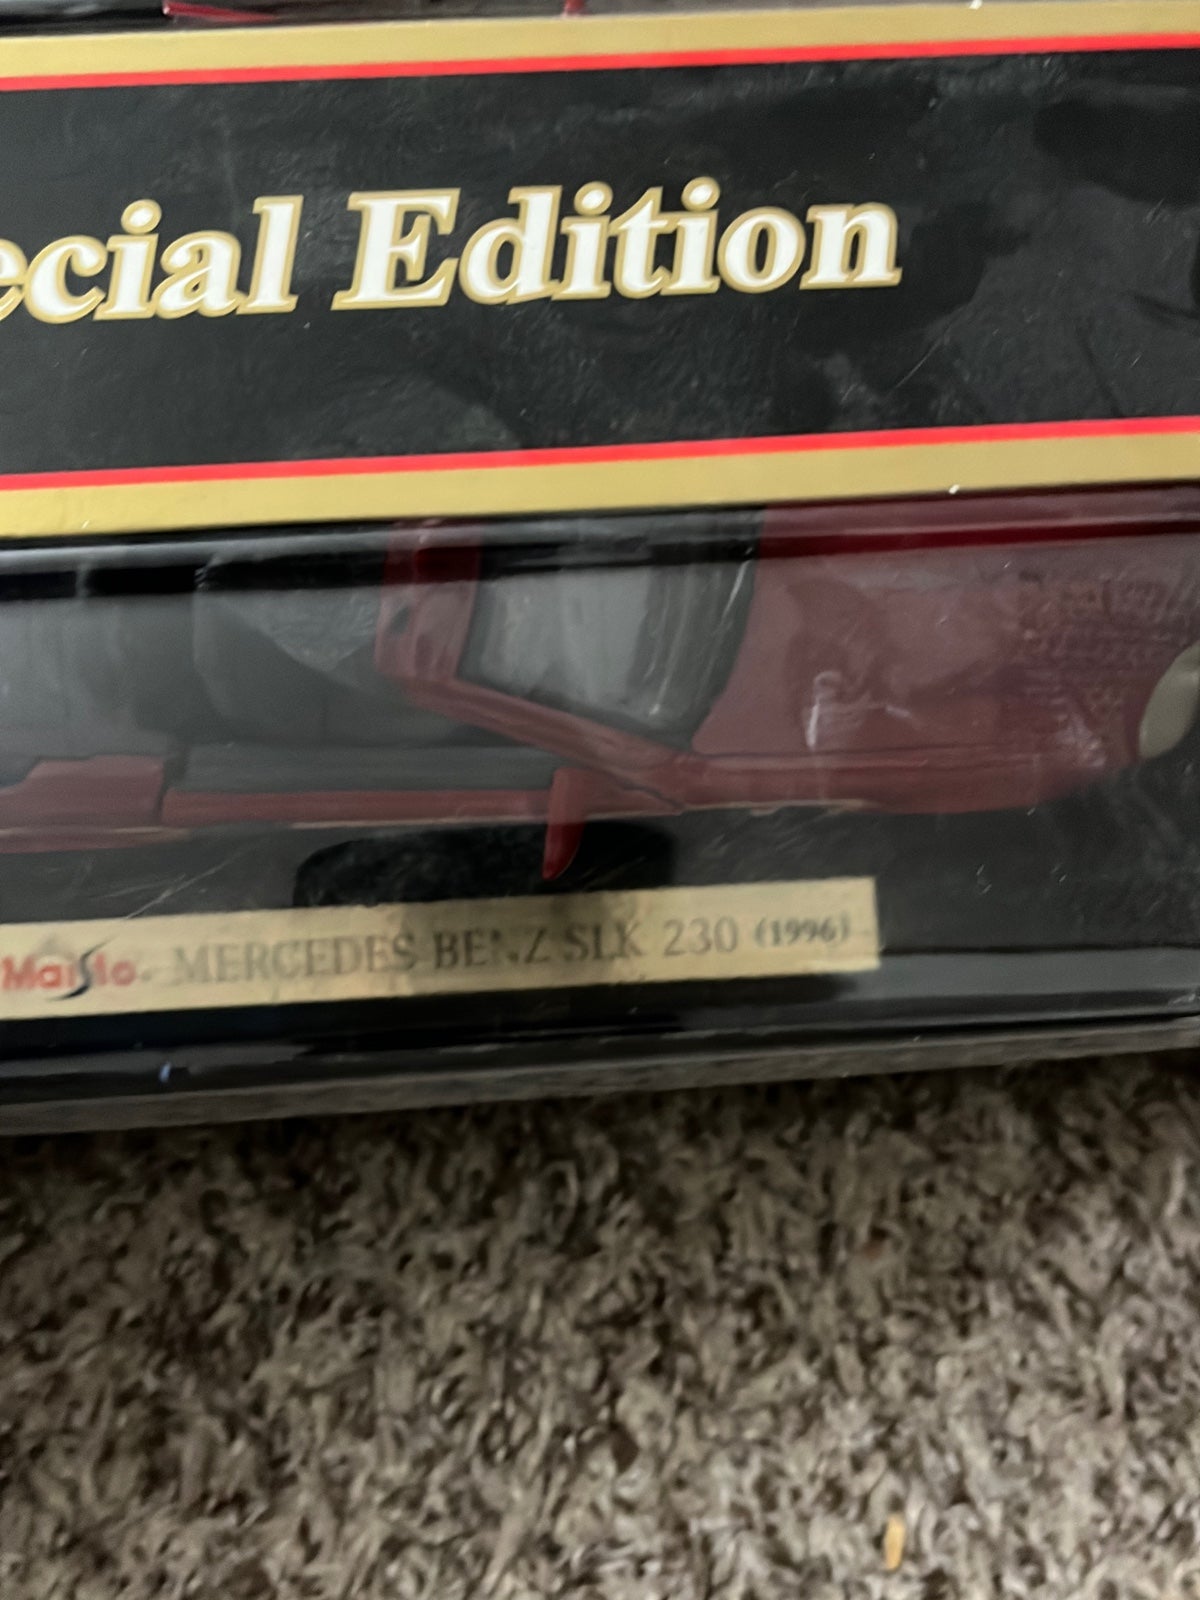 ecial Edition
Maisto MERCEDES BENZ SLK 230 (1996)